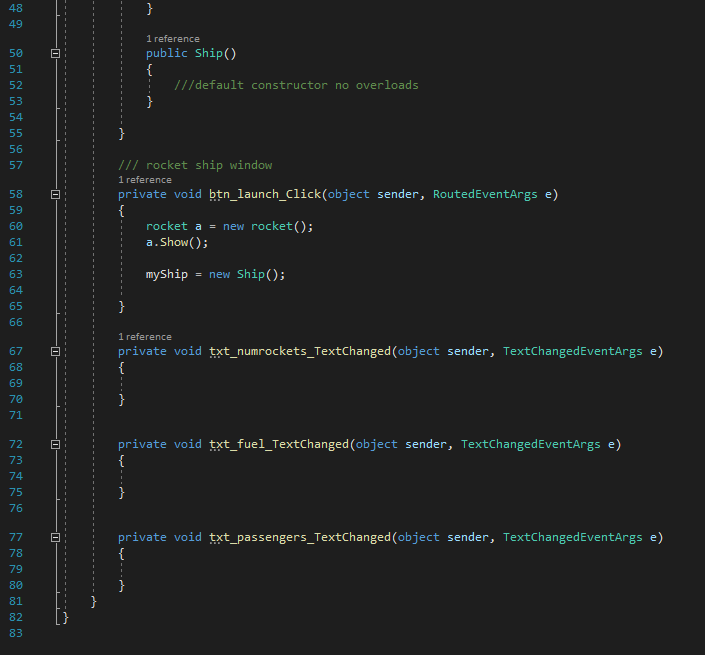 48 }
49
1 reference
50 public Ship()
51 {
52 ///default constructor no overloads
53 }
54
55 }
56
57 /// rocket ship window
1 reference
58 private void btn_launch_Click(object sender, RoutedEventArgs e)
59 {
60 rocket a = new rocket();
61 a.Show();
62
63 myShip = new Ship();
64
65 }
66
1 reference
67 private void txt_numrockets_TextChanged(object sender, TextChangedEventArgs e)
68 {
69
70 }
71
72 private void txt_fuel_TextChanged(object sender, TextChangedEventArgs e)
73 {
74
75 }
76
77 private void txt_passengers_TextChanged(object sender, TextChangedEventArgs e)
78 {
79
80 }
81 }
82 }
83